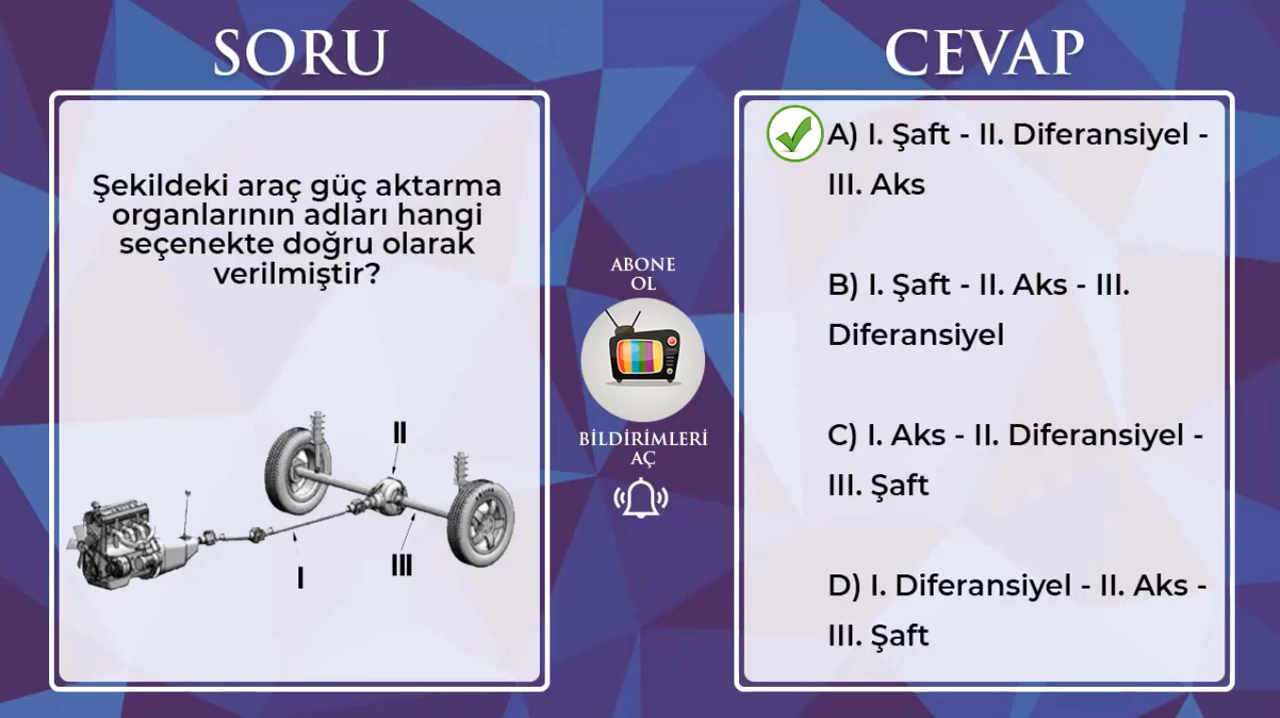 SORU
Şekildeki araç güç aktarma
organlarının adları hangi
seçenekte doğru olarak
verilmiştir?
II
I
III
ABONE
OL
BİLDİRİMLERİ
AÇ
CEVAP
A) I. Şaft - II. Diferansiyel -
III. Aks
B) I. Şaft - II. Aks - III.
Diferansiyel
C) I. Aks - II. Diferansiyel -
III. Şaft
D) I. Diferansiyel - II. Aks -
III. Şaft